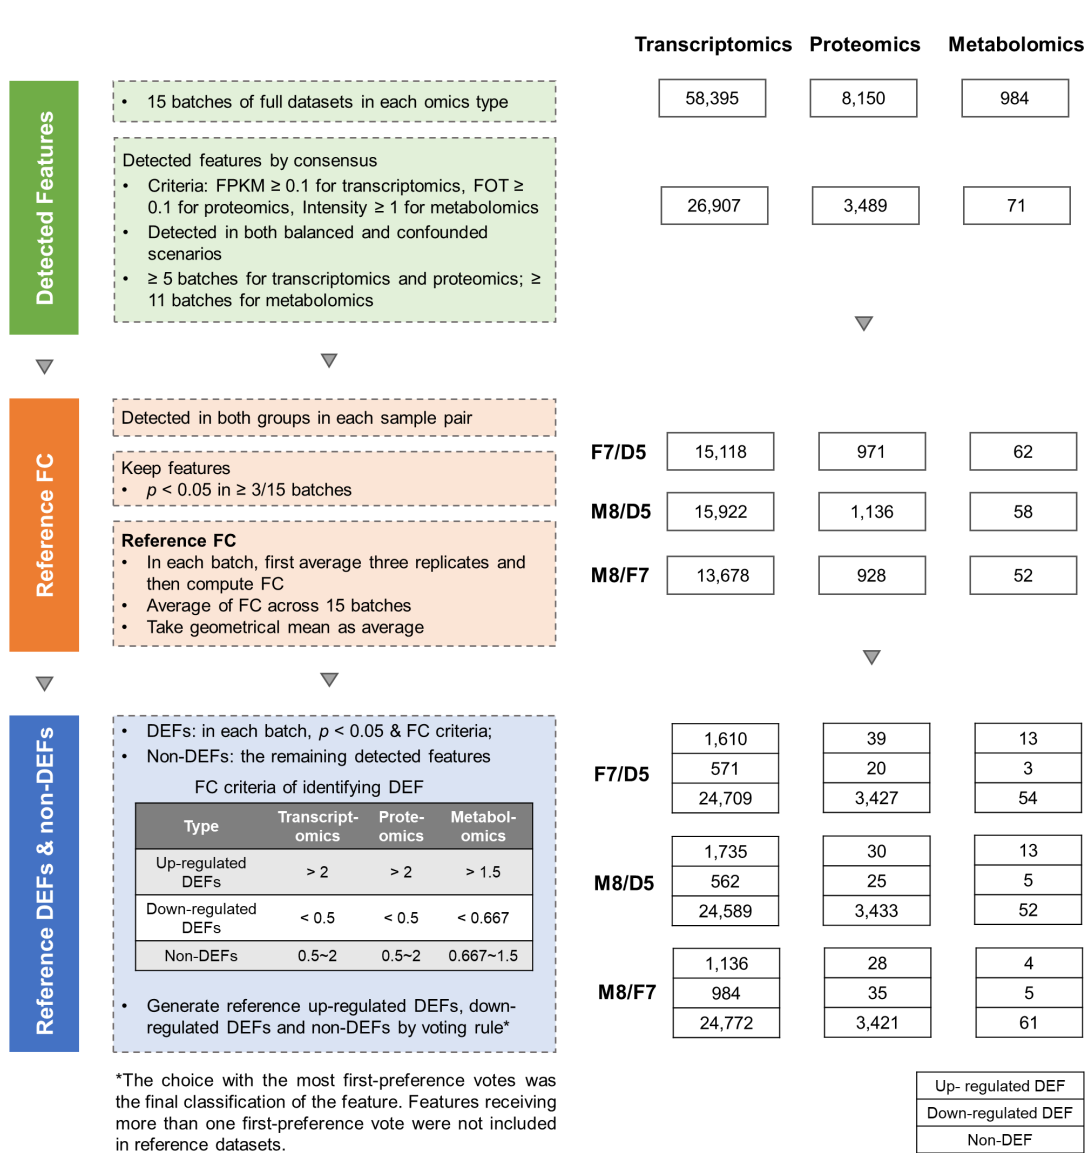 Transcriptomics Proteomics Metabolomics
Detected Features
• 15 batches of full datasets in each omics type
58,395 8,150 984
Detected features by consensus
• Criteria: FPKM ≥ 0.1 for transcriptomics, FOT ≥
0.1 for proteomics, Intensity ≥ 1 for metabolomics
• Detected in both balanced and confounded
scenarios
• ≥ 5 batches for transcriptomics and proteomics; ≥
11 batches for metabolomics
26,907 3,489 71
Reference FC
Detected in both groups in each sample pair
Keep features
• p < 0.05 in ≥ 3/15 batches
Reference FC
• In each batch, first average three replicates and
then compute FC
• Average of FC across 15 batches
• Take geometrical mean as average
F7/D5 15,118 971 62
M8/D5 15,922 1,136 58
M8/F7 13,678 928 52
Reference DEFs & non-DEFs
• DEFs: in each batch, p < 0.05 & FC criteria;
• Non-DEFs: the remaining detected features
FC criteria of identifying DEF
Type Transcript- Prote- Metabol-
omics omics omics
Up-regulated
DEFs > 2 > 2 > 1.5
Down-regulated
DEFs < 0.5 < 0.5 < 0.667
Non-DEFs 0.5~2 0.5~2 0.667~1.5
• Generate reference up-regulated DEFs, down-
regulated DEFs and non-DEFs by voting rule*
F7/D5
1,610 39 13
571 20 3
24,709 3,427 54
M8/D5
1,735 30 13
562 25 5
24,589 3,433 52
M8/F7
1,136 28 4
984 35 5
24,772 3,421 61
*The choice with the most first-preference votes was
the final classification of the feature. Features receiving
more than one first-preference vote were not included
in reference datasets.
Up- regulated DEF
Down-regulated DEF
Non-DEF